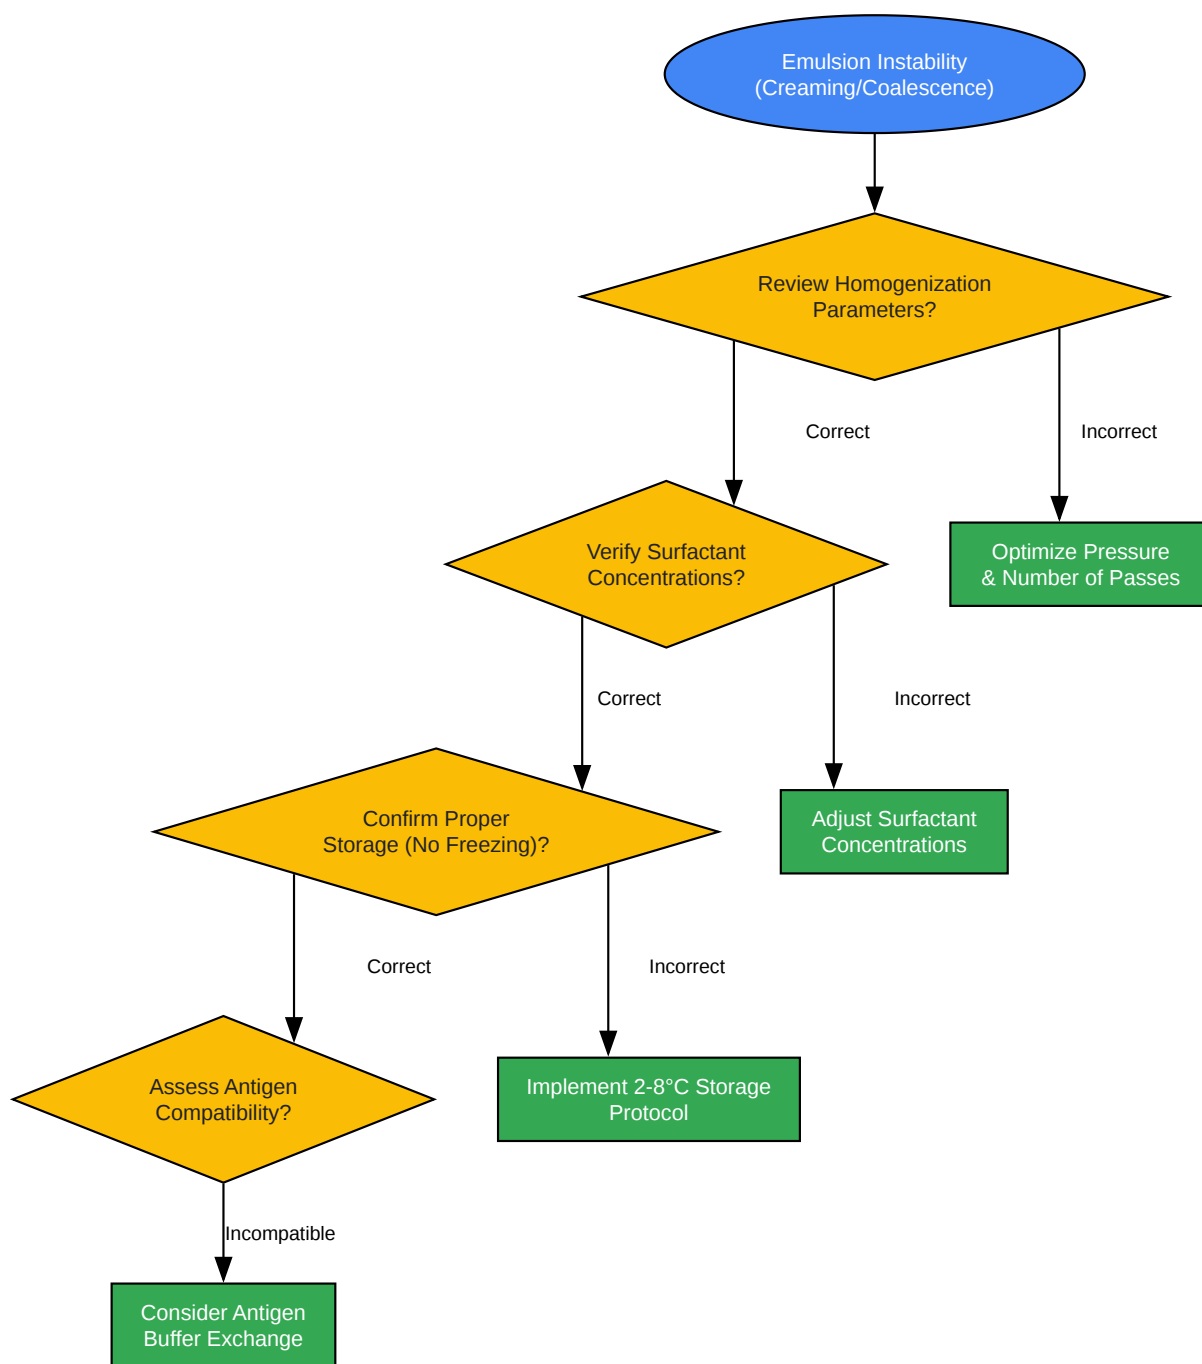 Emulsion Instability
(Creaming/Coalescence)
Review Homogenization
Parameters?
Correct
Incorrect
Verify Surfactant
Concentrations?
Optimize Pressure
& Number of Passes
Correct
Incorrect
Confirm Proper
Storage (No Freezing)?
Adjust Surfactant
Concentrations
Correct
Incorrect
Assess Antigen
Compatibility?
Implement 2-8°C Storage
Protocol
Incompatible
Consider Antigen
Buffer Exchange